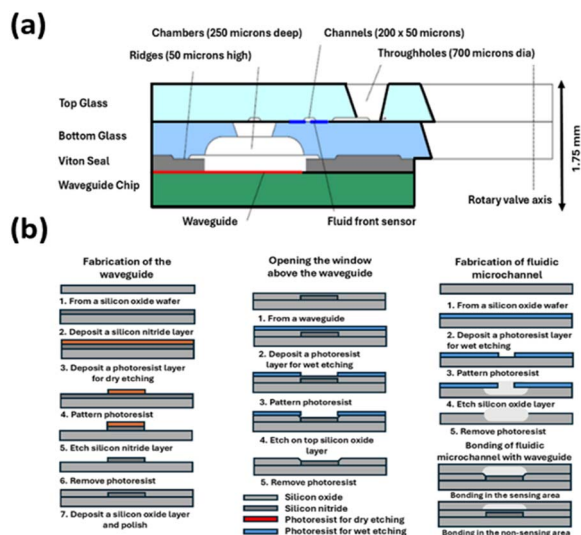 (a)
Chambers (250 microns deep)
Channels (200 x 50 microns)
Ridges (50 microns high)
Throughholes (700 microns dia)
Top Glass
Bottom Glass
Viton Seal
Waveguide Chip
1.75 mm
Waveguide
Fluid front sensor
Rotary valve axis
(b)
Fabrication of the
waveguide
1. From a silicon oxide wafer
2. Deposit a silicon nitride layer
3. Deposit a photoresist layer
for dry etching
4. Pattern photoresist
5. Etch silicon nitride layer
6. Remove photoresist
7. Deposit a silicon oxide layer
and polish
Opening the window
above the waveguide
1. From a waveguide
2. Deposit a photoresist
layer for wet etching
3. Pattern photoresist
4. Etch on top silicon oxide
layer
5. Remove photoresist
Silicon oxide
Silicon nitride
Photoresist for dry etching
Photoresist for wet etching
Fabrication of fluidic
microchannel
1. From a silicon oxide wafer
2. Deposit a photoresist layer
for wet etching
3. Pattern photoresist
4. Etch silicon oxide layer
5. Remove photoresist
Bonding of fluidic
microchannel with waveguide
Bonding in the sensing area
Bonding in the non-sensing area